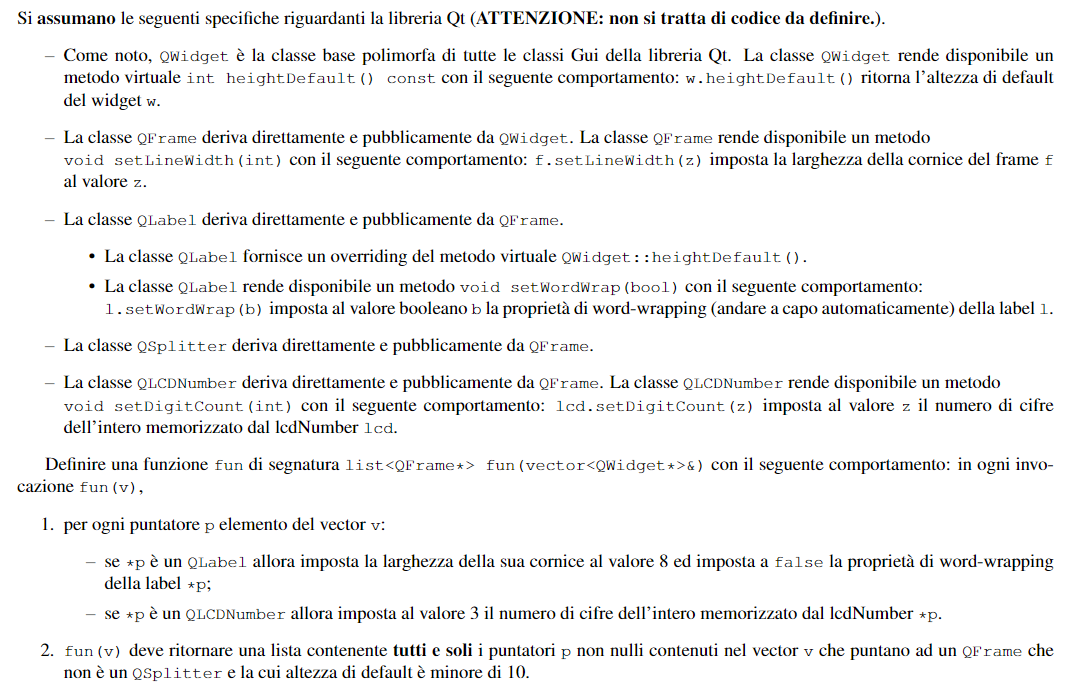 Si assumano le seguenti specifiche riguardanti la libreria Qt (ATTENZIONE: non si tratta di codice da definire.).
– Come noto, QWidget è la classe base polimorfa di tutte le classi Gui della libreria Qt. La classe QWidget rende disponibile un
metodo virtuale int heightDefault() const con il seguente comportamento: w.heightDefault() ritorna l'altezza di default
del widget w.
– La classe QFrame deriva direttamente e pubblicamente da QWidget. La classe QFrame rende disponibile un metodo
void setLineWidth(int) con il seguente comportamento: f.setLineWidth(z) imposta la larghezza della cornice del frame f
al valore z.
– La classe QLabel deriva direttamente e pubblicamente da QFrame.
• La classe QLabel fornisce un overriding del metodo virtuale QWidget::heightDefault().
• La classe QLabel rende disponibile un metodo void setWordWrap(bool) con il seguente comportamento:
l.setWordWrap(b) imposta al valore booleano b la proprietà di word-wrapping (andare a capo automaticamente) della label l.
– La classe QSplitter deriva direttamente e pubblicamente da QFrame.
– La classe QLCDNumber deriva direttamente e pubblicamente da QFrame. La classe QLCDNumber rende disponibile un metodo
void setDigitCount(int) con il seguente comportamento: lcd.setDigitCount(z) imposta al valore z il numero di cifre
dell'intero memorizzato dal lcdNumber lcd.
Definire una funzione fun di segnatura list<QFrame*> fun(vector<QWidget*>&) con il seguente comportamento: in ogni invo-
cazione fun(v),
1. per ogni puntatore p elemento del vector v:
– se *p è un QLabel allora imposta la larghezza della sua cornice al valore 8 ed imposta a false la proprietà di word-wrapping
della label *p;
– se *p è un QLCDNumber allora imposta al valore 3 il numero di cifre dell'intero memorizzato dal lcdNumber *p.
2. fun(v) deve ritornare una lista contenente tutti e soli i puntatori p non nulli contenuti nel vector v che puntano ad un QFrame che
non è un QSplitter e la cui altezza di default è minore di 10.